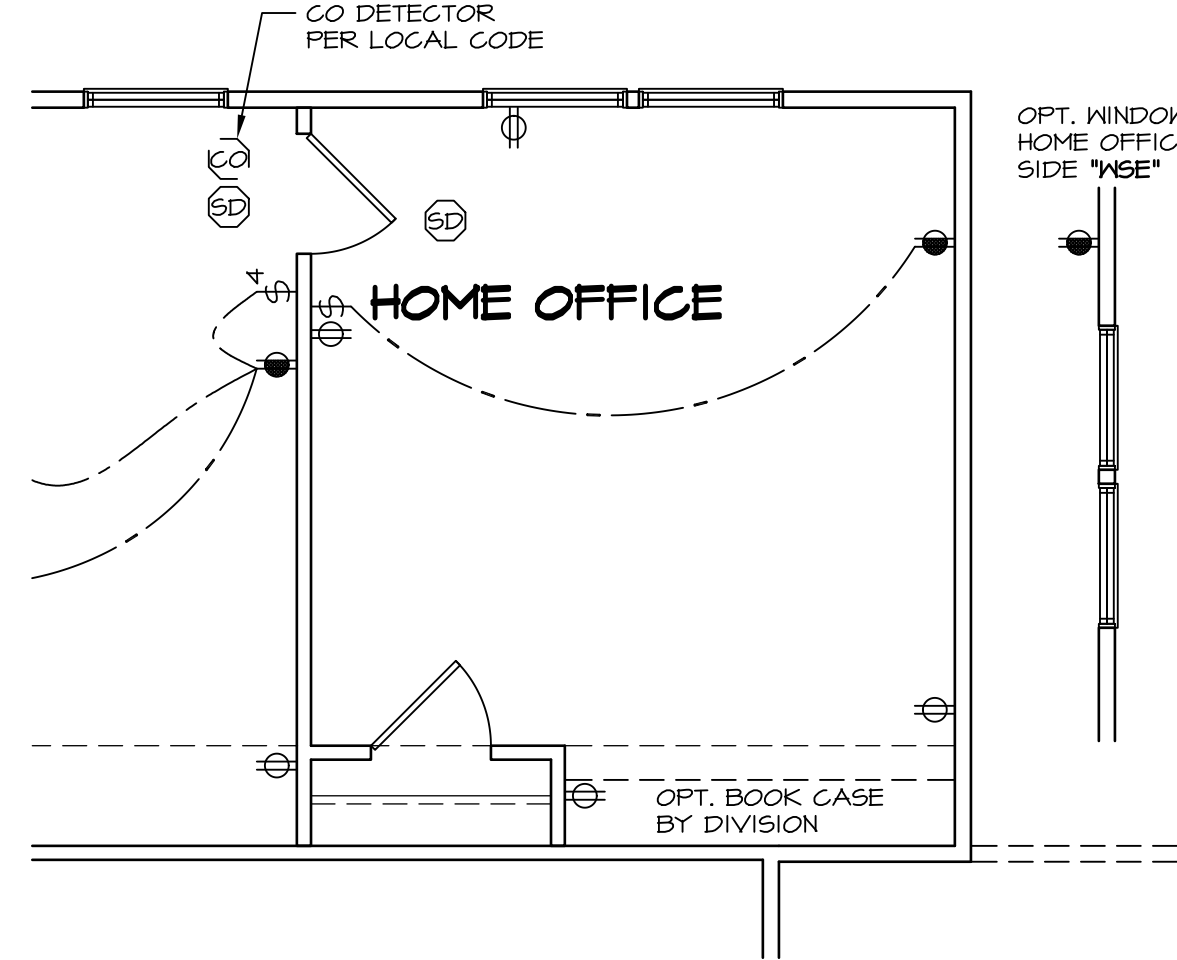 CO DETECTOR
PER LOCAL CODE
OPT. WINDOW
HOME OFFIC
SIDE "WSE"
CO
SD
SD
4
$
$
HOME OFFICE
OPT. BOOK CASE
BY DIVISION